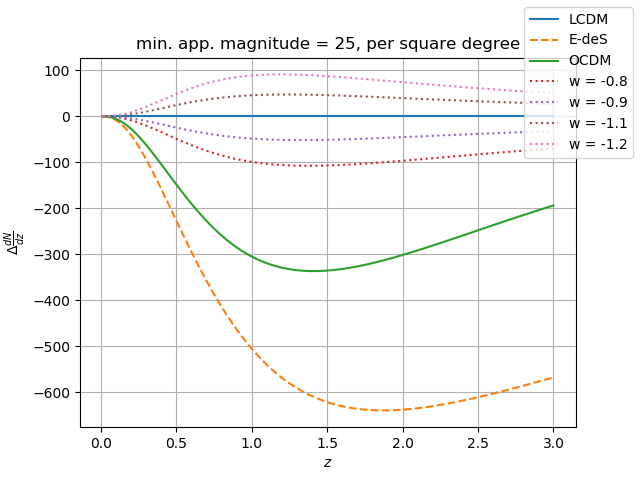 min. app. magnitude = 25, per square degree
LCDM
E-deS
OCDM
w = -0.8
w = -0.9
w = -1.1
w = -1.2
100
0
−100
−200
−300
−400
−500
−600
Δ dN/dz
0.0 0.5 1.0 1.5 2.0 2.5 3.0
z